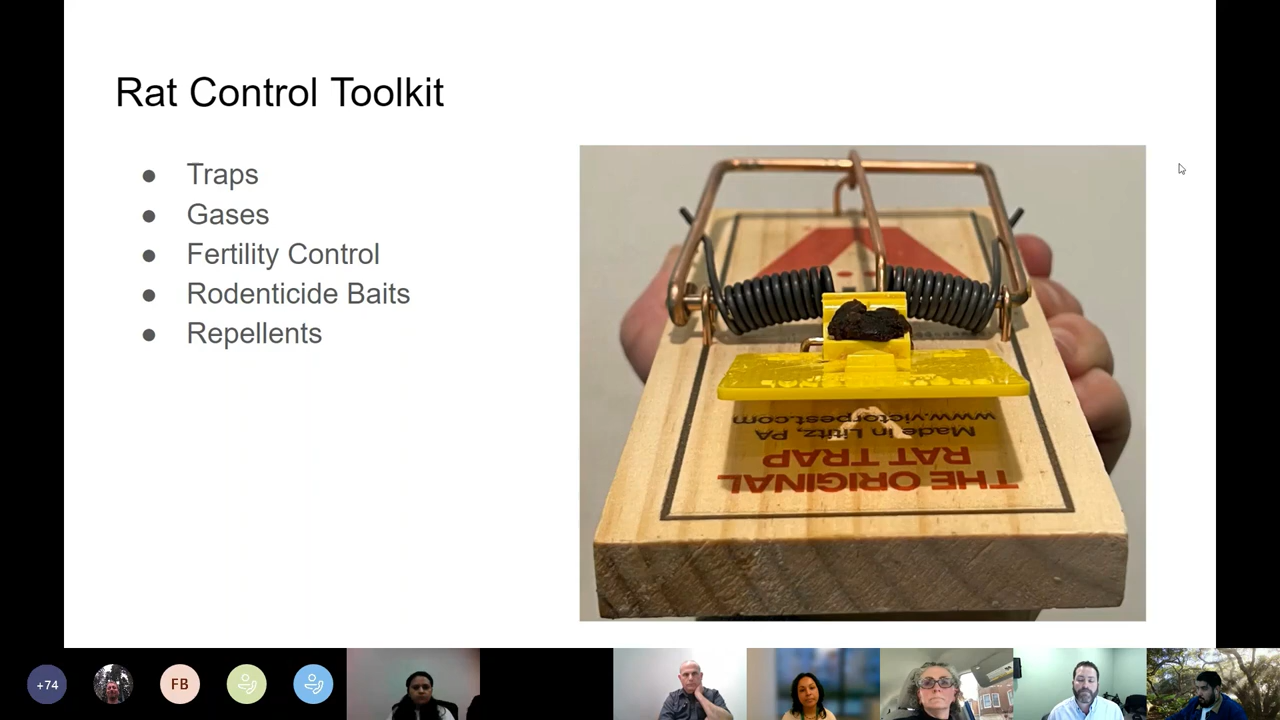 Rat Control Toolkit
● Traps
● Gases
● Fertility Control
● Rodenticide Baits
● Repellents
www.victorpest.com
Made in Lititz, PA
RAT TRAP
THE ORIGINAL
+74
FB